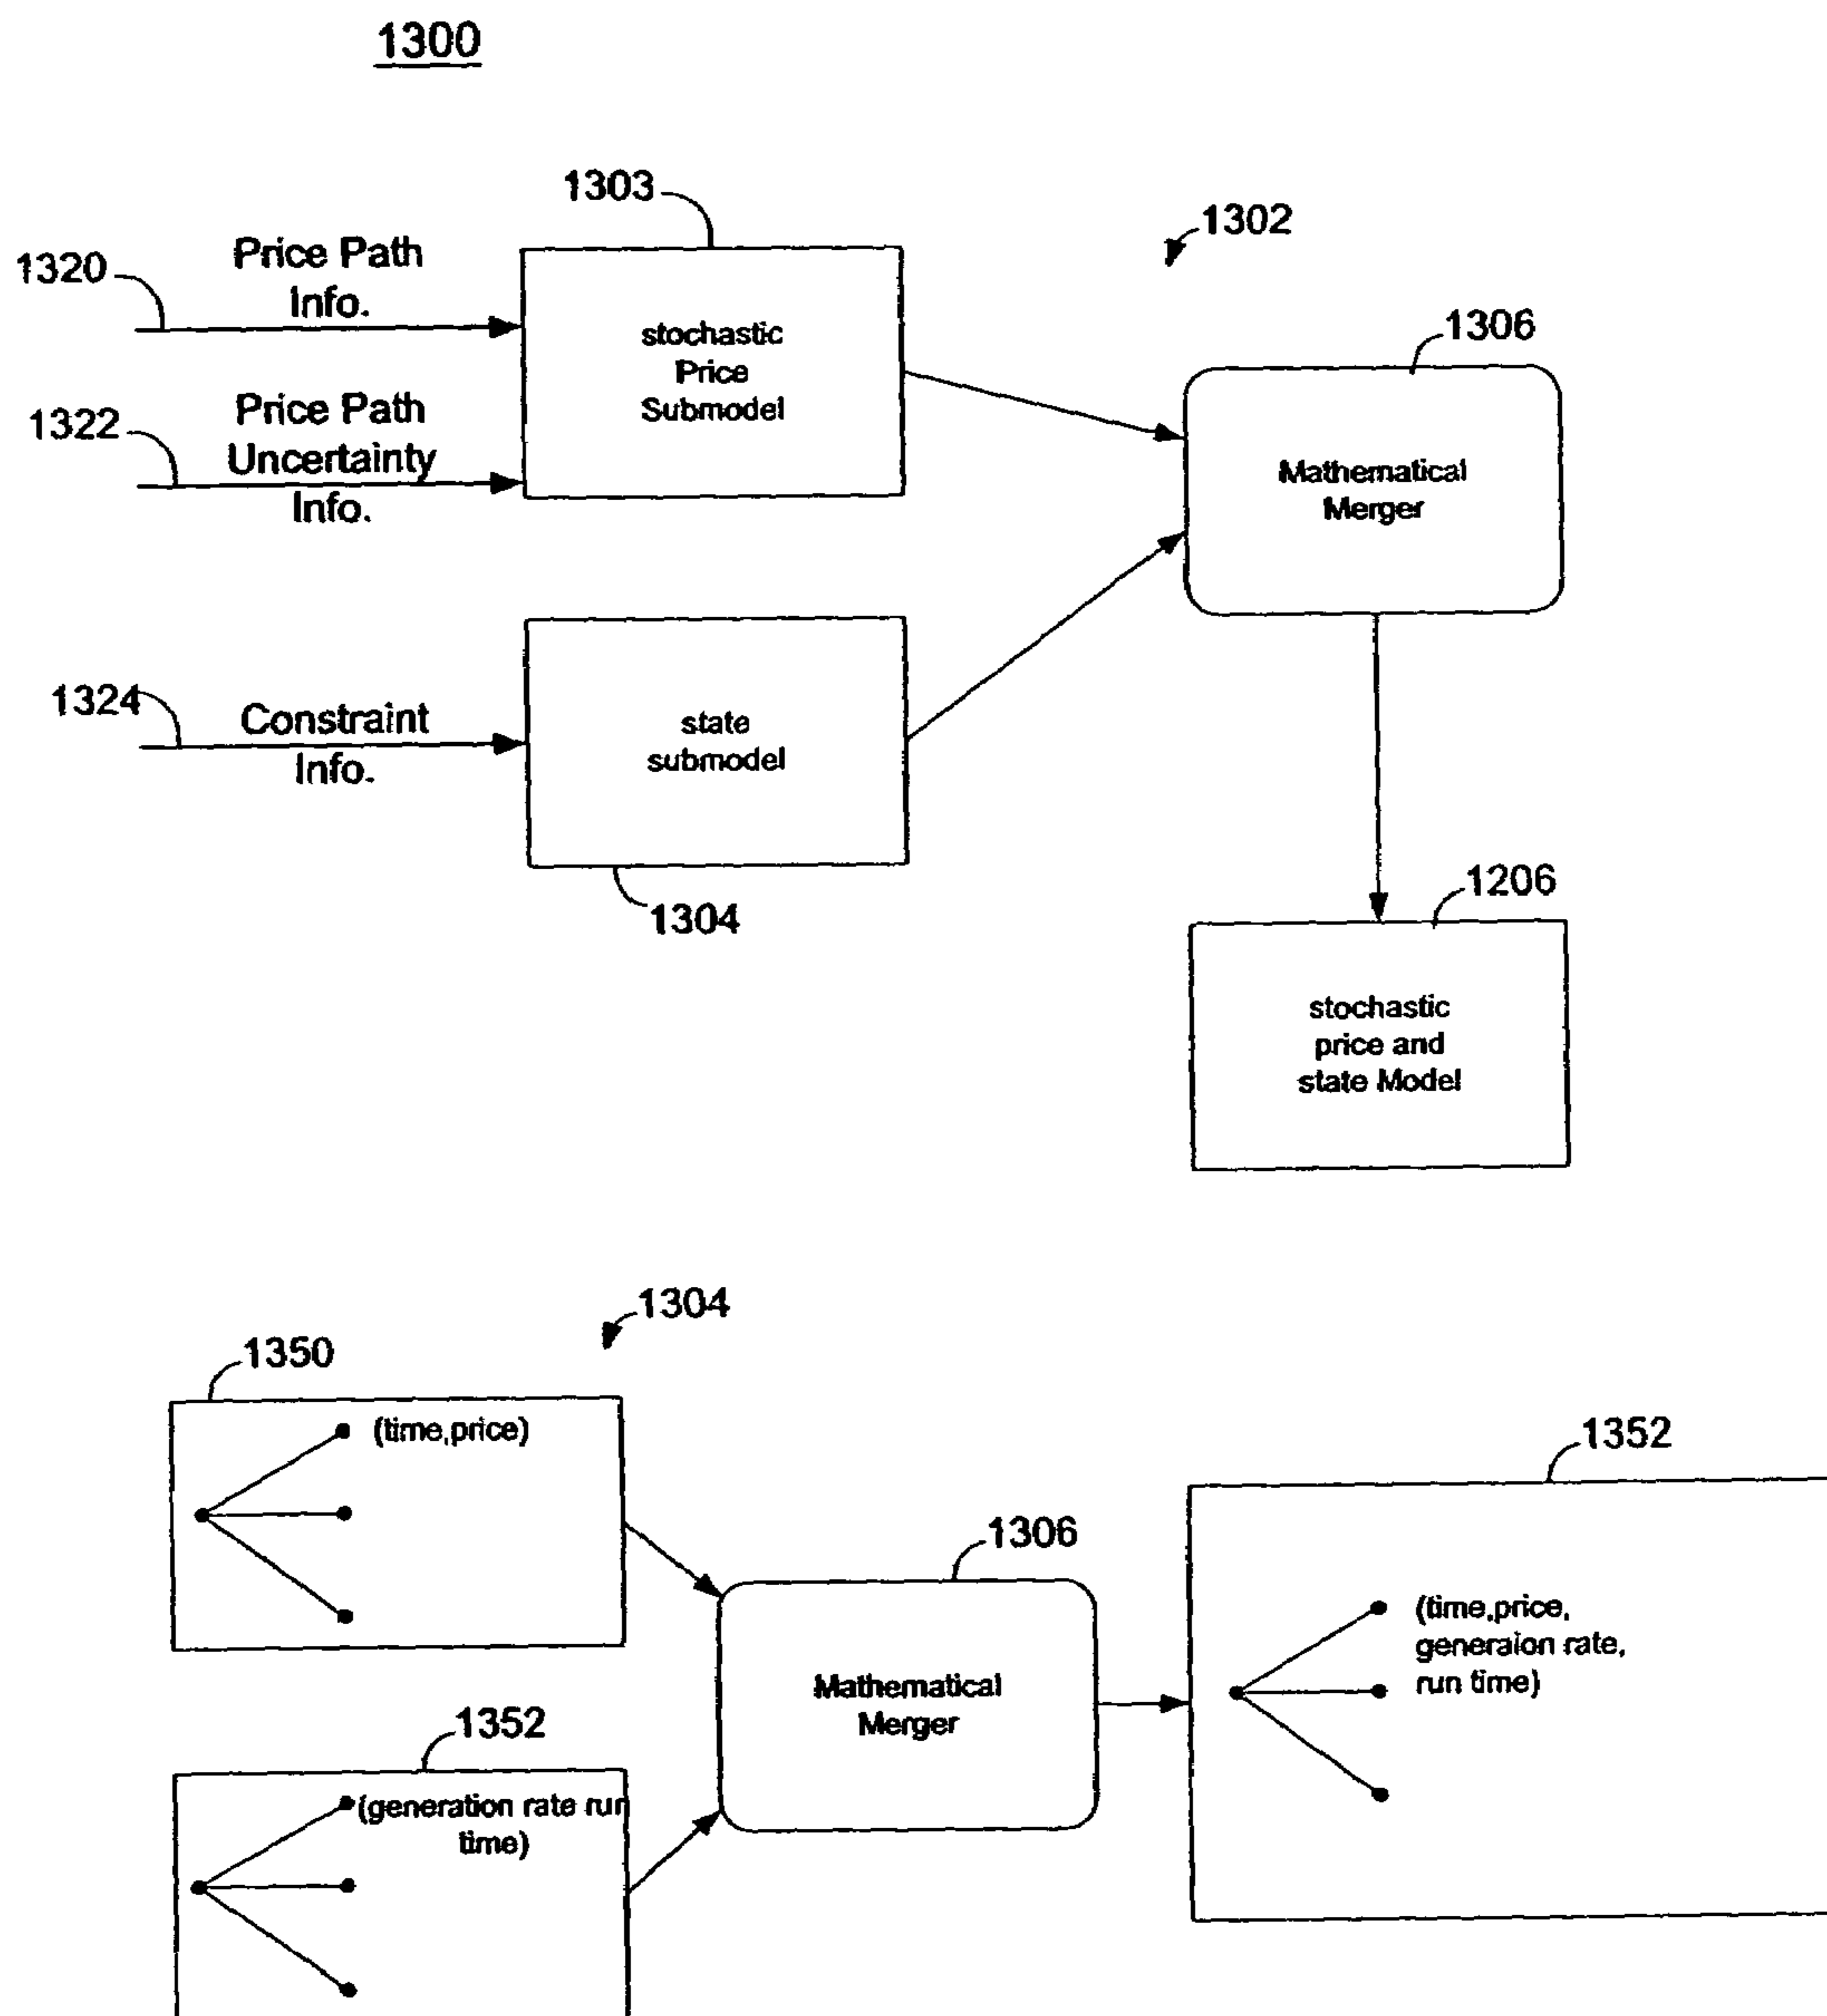 1300
1303
1302
1320
Price Path
Info.
stochastic
Price
Submodel
1306
1322
Price Path
Uncertainty
Info.
Mathematical
Merger
1324
Constraint
Info.
state
submodel
1304
1206
stochastic
price and
state Model
1304
1350
(time,price)
1352
1306
(time,price,
generaion rate,
run time)
Mathematical
Merger
1352
(generation rate run
time)